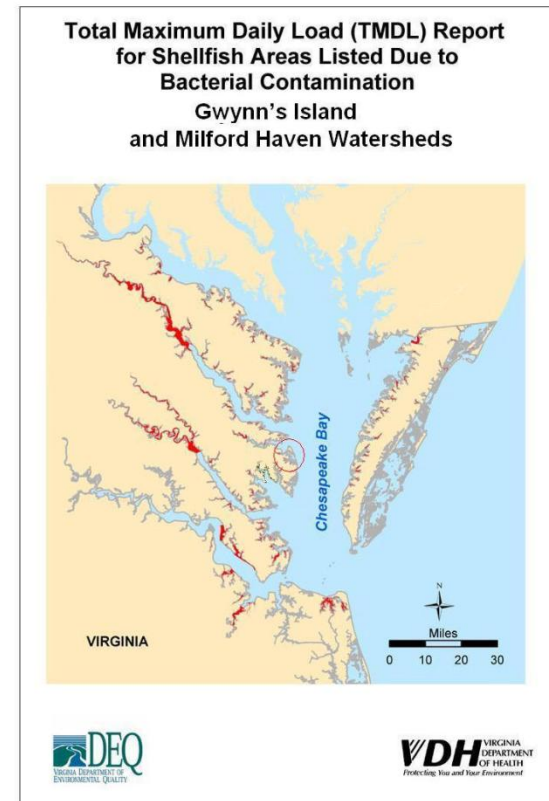 Total Maximum Daily Load (TMDL) Report
for Shellfish Areas Listed Due to
Bacterial Contamination
Gwynn's Island
and Milford Haven Watersheds
Chesapeake Bay
N
Miles
0 10 20 30
VIRGINIA
DEQ
VIRGINIA DEPARTMENT OF
ENVIRONMENTAL QUALITY
VDH VIRGINIA
DEPARTMENT
OF HEALTH
Protecting You and Your Environment